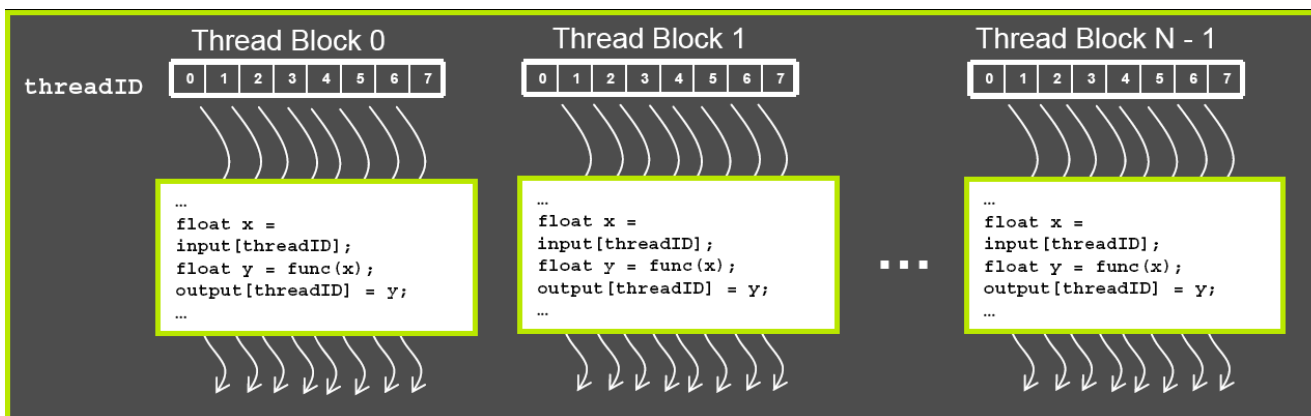 Thread Block 0
Thread Block 1
Thread Block N - 1
threadID
0 1 2 3 4 5 6 7
0 1 2 3 4 5 6 7
0 1 2 3 4 5 6 7
…
float x =
input[threadID];
float y = func(x);
output[threadID] = y;
…
…
float x =
input[threadID];
float y = func(x);
output[threadID] = y;
…
...
…
float x =
input[threadID];
float y = func(x);
output[threadID] = y;
…